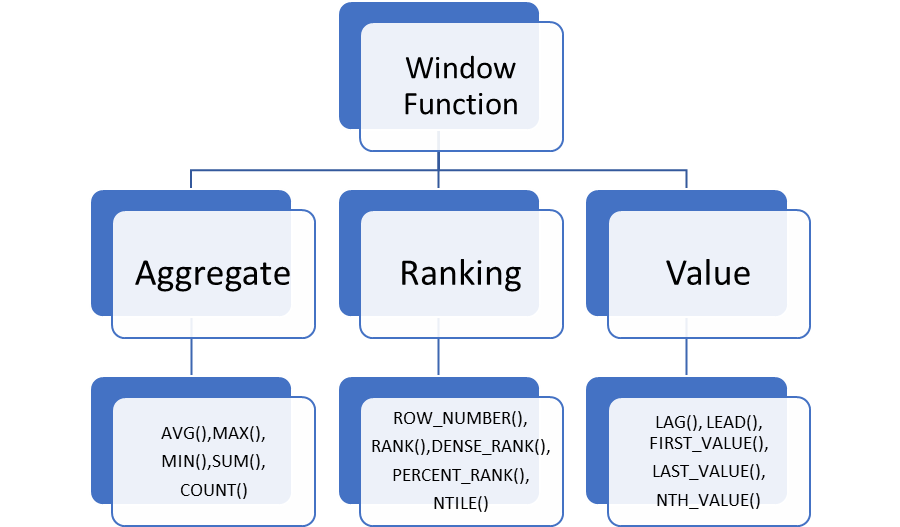 Window
Function
Aggregate
Ranking
Value
AVG(),MAX(),
MIN(),SUM(),
COUNT()
ROW_NUMBER(),
RANK(),DENSE_RANK(),
PERCENT_RANK(),
NTILE()
LAG(), LEAD(),
FIRST_VALUE(),
LAST_VALUE(),
NTH_VALUE()